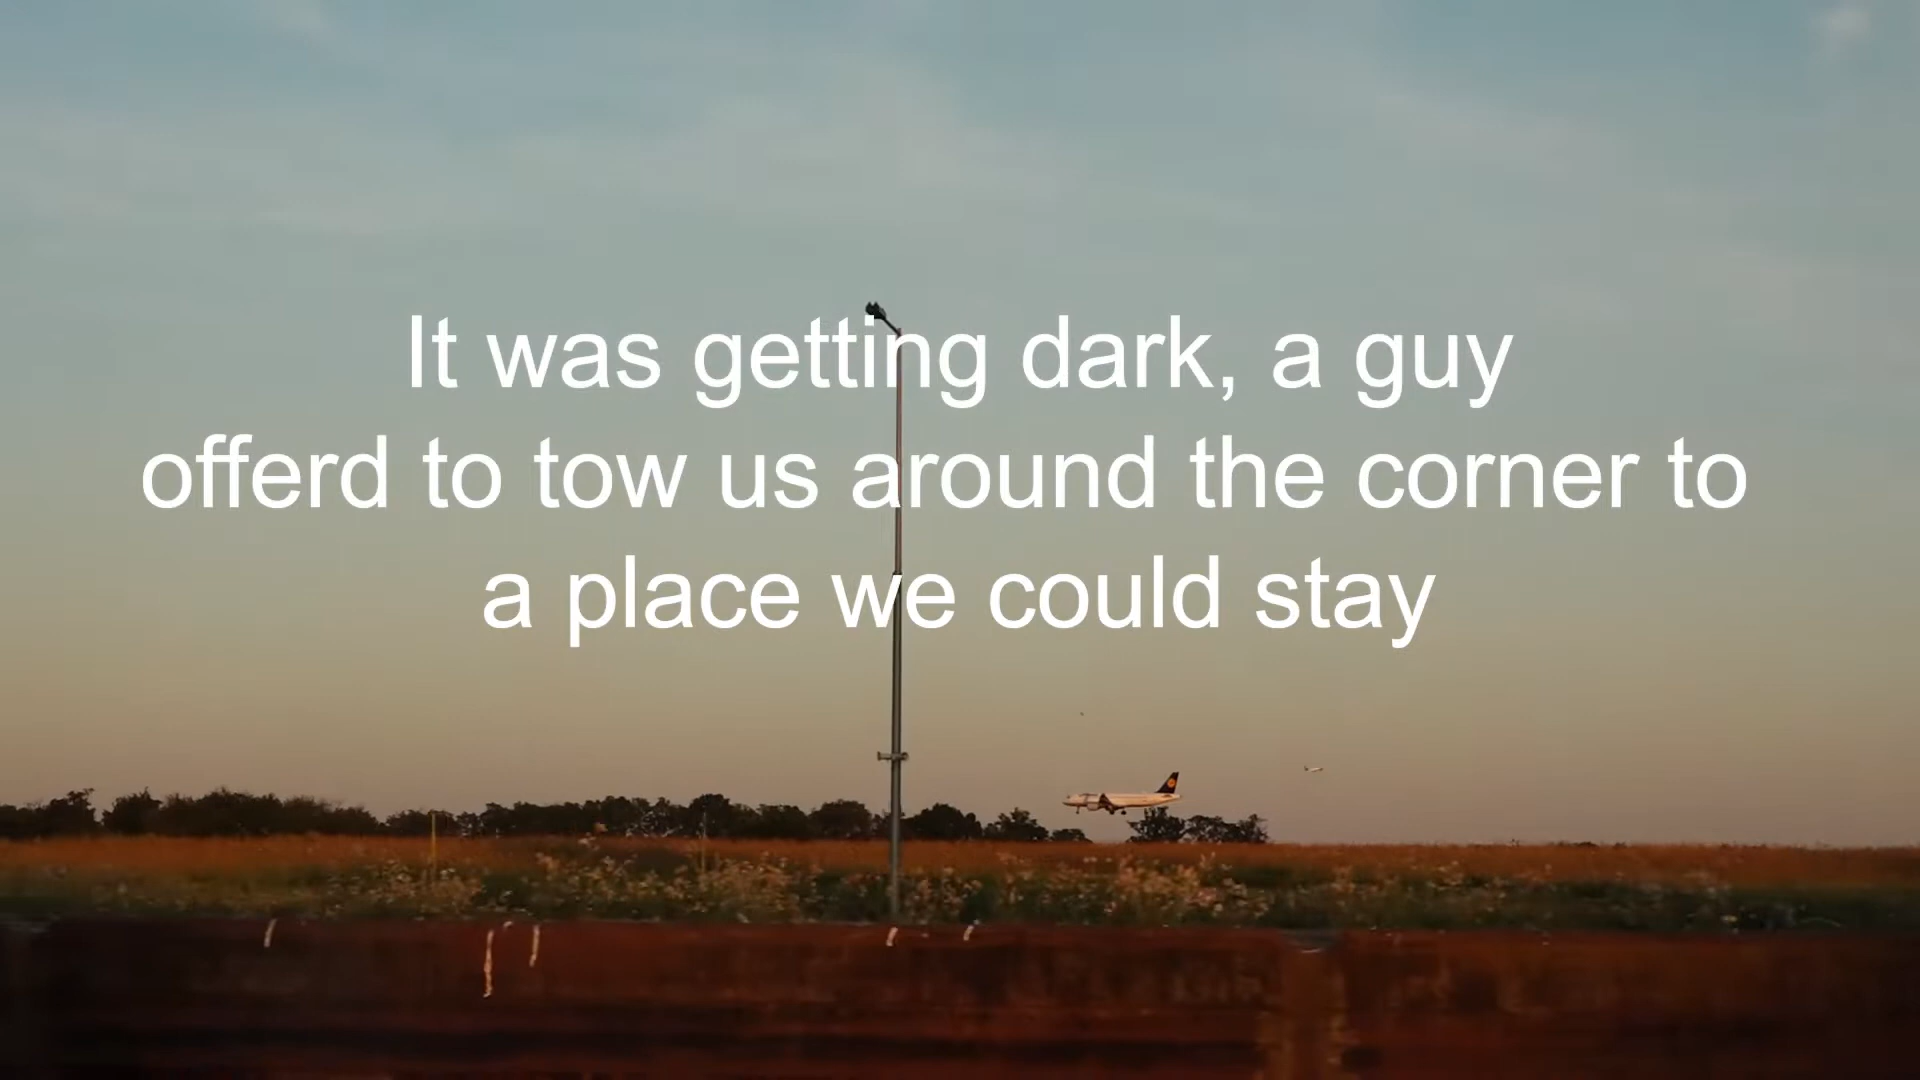 It was getting dark, a guy
offerd to tow us around the corner to
a place we could stay